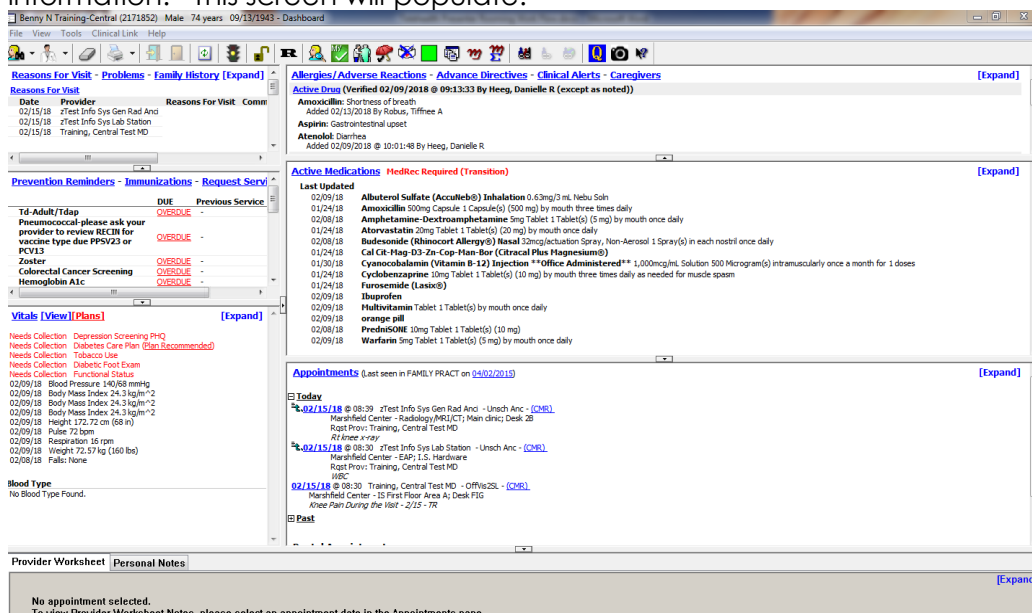 information. This screen will populate.
Benny N Training-Central (2171852) Male 74 years 09/13/1943 - Dashboard
File View Tools Clinical Link Help
Reasons For Visit - Problems - Family History [Expand]
Reasons For Visit
Date Provider Reasons For Visit Comm
02/15/18 zTest Info Sys Gen Rad Anci
02/15/18 zTest Info Sys Lab Station
02/15/18 Training, Central Test MD
Prevention Reminders - Immunizations - Request Servi
DUE Previous Service
Td-Adult/Tdap OVERDUE -
Pneumococcal-please ask your
provider to review RECIN for
vaccine type due PPSV23 or
PCV13
OVERDUE -
Zoster OVERDUE -
Colorectal Cancer Screening OVERDUE -
Hemoglobin A1c OVERDUE -
Vitals [View][Plans] [Expand]
Needs Collection Depression Screening PHQ
Needs Collection Diabetes Care Plan (Plan Recommended)
Needs Collection Tobacco Use
Needs Collection Diabetic Foot Exam
Needs Collection Functional Status
02/09/18 Blood Pressure 140/68 mmHg
02/09/18 Body Mass Index 24.3 kg/m^2
02/09/18 Body Mass Index 24.3 kg/m^2
02/09/18 Height 172.72 cm (68 in)
02/09/18 Pulse 72 bpm
02/09/18 Respiration 16 rpm
02/09/18 Weight 72.57 kg (160 lbs)
02/08/18 Falls: None
Blood Type
No Blood Type Found.
Allergies/Adverse Reactions - Advance Directives - Clinical Alerts - Caregivers [Expand]
Active Drug (Verified 02/09/2018 @ 09:13:33 By Heeg, Danielle R (except as noted))
Amoxicillin: Shortness of breath
Added 02/13/2018 By Robus, Tiffnee A
Aspirin: Gastrointestinal upset
Atenolol: Diarrhea
Added 02/09/2018 @ 10:01:48 By Heeg, Danielle R
Active Medications MedRec Required (Transition) [Expand]
Last Updated
02/09/18 Albuterol Sulfate (AccuNeb®) Inhalation 0.63mg/3 mL Nebu Soln
01/24/18 Amoxicillin 500mg Capsule 1 Capsule(s) (500 mg) by mouth three times daily
02/08/18 Amphetamine-Dextroamphetamine 5mg Tablet 1 Tablet(s) (5 mg) by mouth once daily
01/24/18 Atorvastatin 20mg Tablet 1 Tablet(s) (20 mg) by mouth once daily
02/08/18 Budesonide (Rhinocort Allergy®) Nasal 32mcg/actuation Spray, Non-Aerosol 1 Spray(s) in each nostril once daily
01/24/18 Cal Cit-Mag-D3-Zn-Cop-Man-Bor (Citracal Plus Magnesium®)
01/30/18 Cyanocobalamin (Vitamin B-12) Injection **Office Administered** 1,000mcg/mL Solution 500 Microgram(s) intramuscularly once a month for 1 doses
01/24/18 Cyclobenzaprine 10mg Tablet 1 Tablet(s) (10 mg) by mouth three times daily as needed for muscle spasm
01/24/18 Furosemide (Lasix®)
02/09/18 Ibuprofen
02/09/18 Multivitamin Tablet 1 Tablet(s) by mouth once daily
02/09/18 orange pill
02/08/18 PredniSONE 10mg Tablet 1 Tablet(s) (10 mg)
02/09/18 Warfarin 5mg Tablet 1 Tablet(s) (5 mg) by mouth once daily
Appointments (Last seen in FAMILY PRACT on 04/02/2015) [Expand]
Today
02/15/18 @ 08:39 zTest Info Sys Gen Rad Anci - Unsch Anc - (CMR)
Marshfield Center - Radiology/MRI/CT; Main clinic; Desk 2B
Rqst Prov: Training, Central Test MD
Rt knee x-ray
02/15/18 @ 08:30 zTest Info Sys Lab Station - Unsch Anc - (CMR)
Marshfield Center - EAP; I.S. Hardware
Rqst Prov: Training, Central Test MD
WBC
02/15/18 @ 08:30 Training, Central Test MD - OffVis2SL - (CMR)
Marshfield Center - IS First Floor Area A; Desk FIG
Knee Pain During the Visit - 2/15 - TR
Past
Provider Worksheet Personal Notes
[Expand
No appointment selected.
To view Provider Worksheet Notes, please select an appointment date in the Appointments pane.